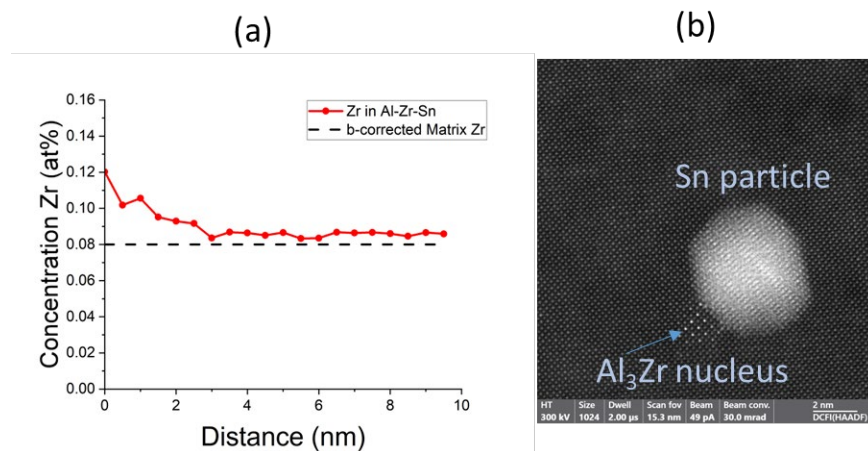 (a)
(b)
Concentration Zr (at%)
0.16
0.14
0.12
0.10
0.08
0.06
0.04
0.02
0.00
Zr in Al-Zr-Sn
b-corrected Matrix Zr
0 2 4 6 8 10
Distance (nm)
Sn particle
Al₃Zr nucleus
HT Size Dwell Scan fov Beam Beam conv. 2 nm
300 kV 1024 2.00 µs 15.3 nm 49 pA 30.0 mrad DCFI(HAADF)